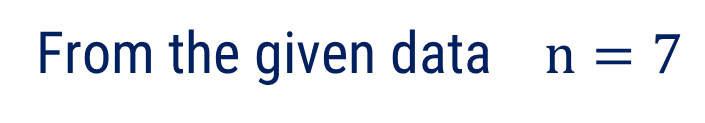 From the given data n = 7